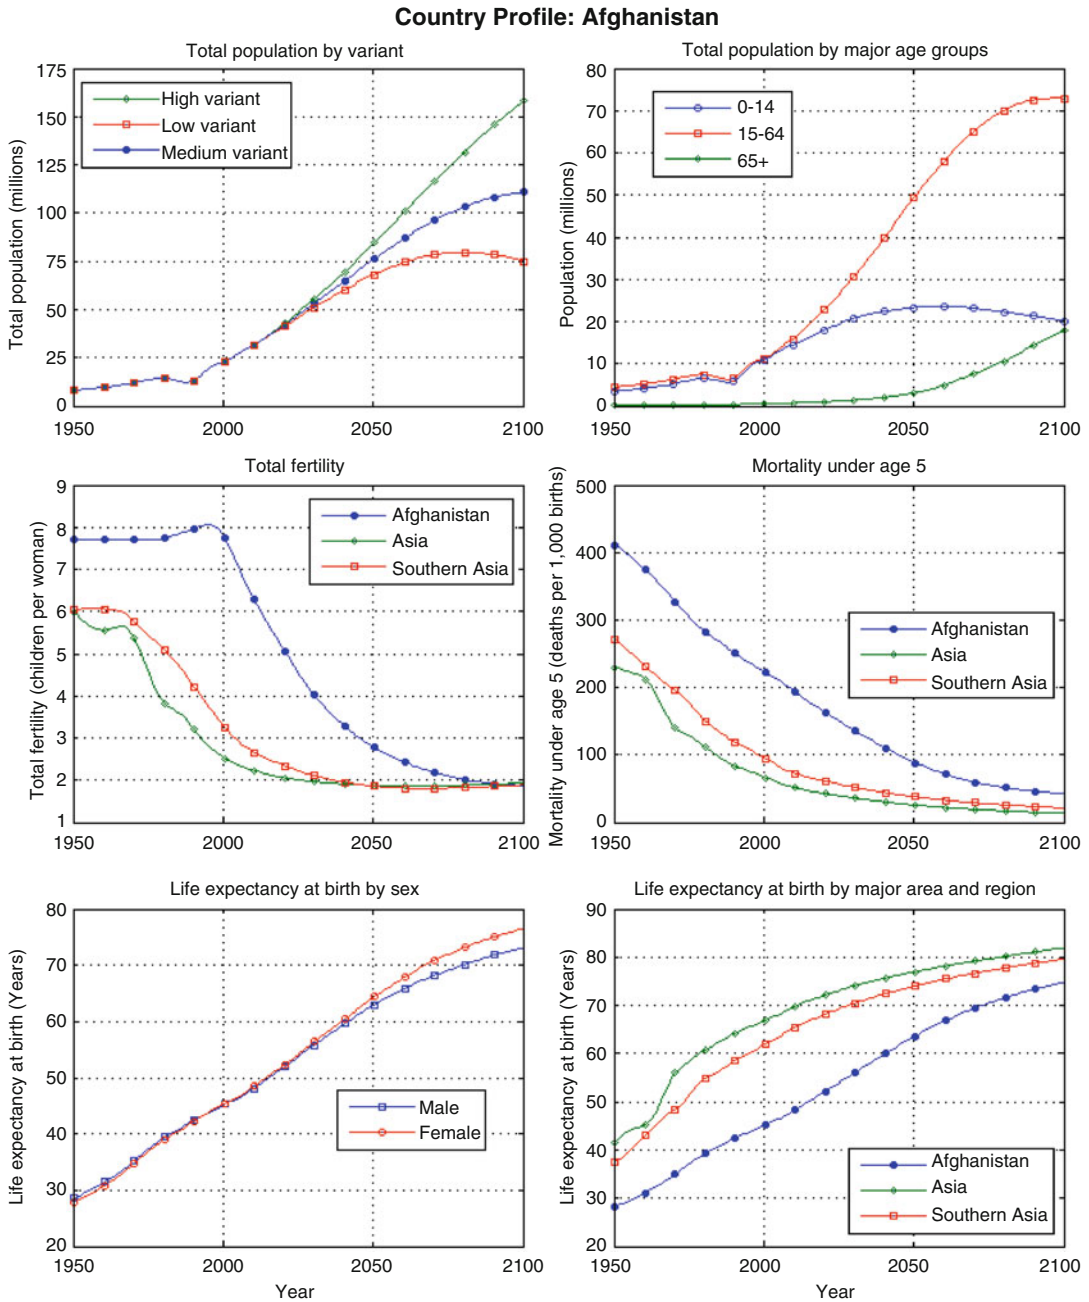 Country Profile: Afghanistan
Total population by variant
Total population (millions)
175
150
125
100
75
50
25
0
High variant
Low variant
Medium variant
1950
2000
2050
2100
Total population by major age groups
Population (millions)
80
70
60
50
40
30
20
10
0
0-14
15-64
65+
1950
2000
2050
2100
Total fertility
Total fertility (children per woman)
9
8
7
6
5
4
3
2
1
Afghanistan
Asia
Southern Asia
1950
2000
2050
2100
Mortality under age 5
Mortality under age 5 (deaths per 1,000 births)
500
400
300
200
100
0
Afghanistan
Asia
Southern Asia
1950
2000
2050
2100
Life expectancy at birth by sex
Life expectancy at birth (Years)
80
70
60
50
40
30
20
Male
Female
1950
2000
2050
2100
Year
Life expectancy at birth by major area and region
Life expectancy at birth (Years)
90
80
70
60
50
40
30
20
Afghanistan
Asia
Southern Asia
1950
2000
2050
2100
Year